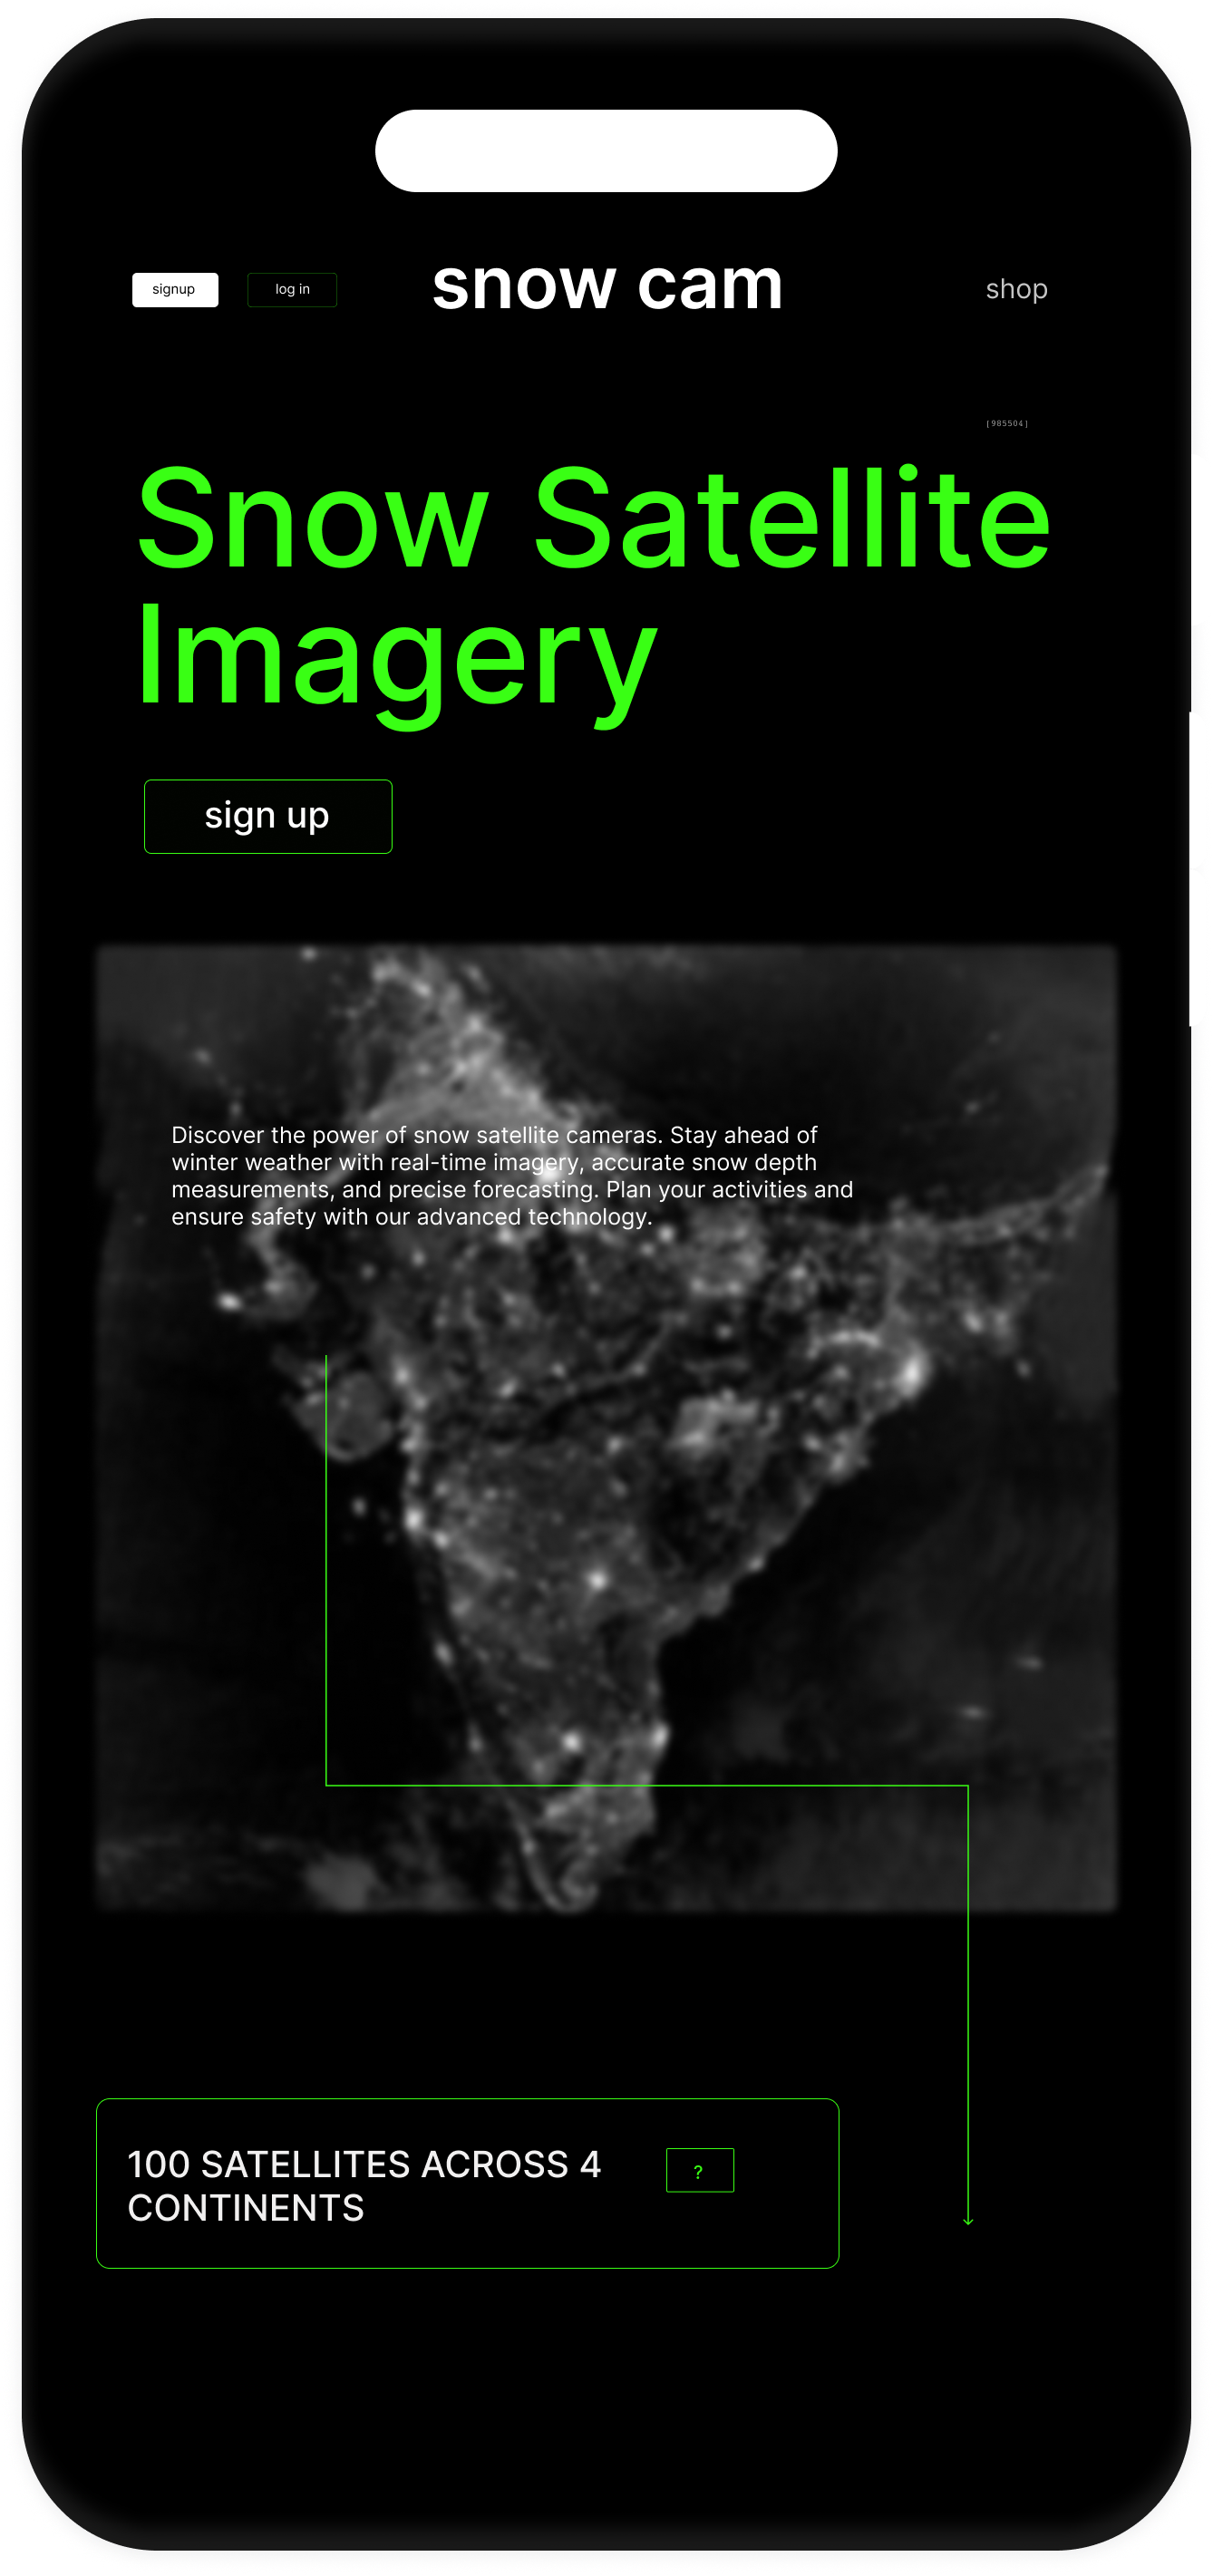 signup
log in
snow cam
shop
[985504]
Snow Satellite
Imagery
sign up
Discover the power of snow satellite cameras. Stay ahead of
winter weather with real-time imagery, accurate snow depth
measurements, and precise forecasting. Plan your activities and
ensure safety with our advanced technology.
100 SATELLITES ACROSS 4
CONTINENTS
?